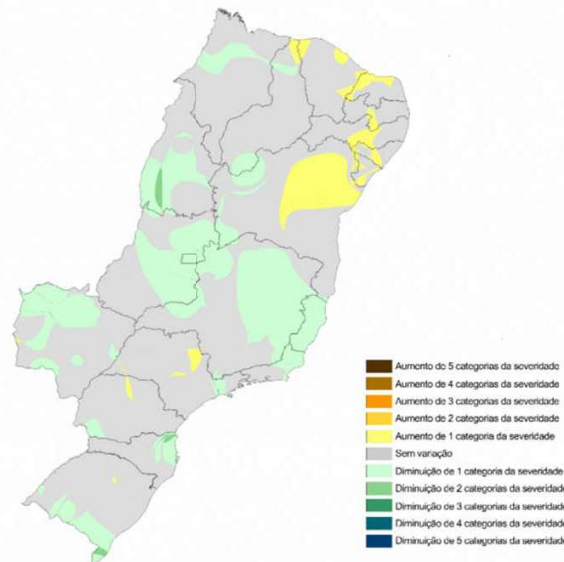 Aumento de 5 categorias da severidade
Aumento de 4 categorias da severidade
Aumento de 3 categorias da severidade
Aumento de 2 categorias da severidade
Aumento de 1 categoria da severidade
Sem variação
Diminuição de 1 categoria da severidade
Diminuição de 2 categorias da severidade
Diminuição de 3 categorias da severidade
Diminuição de 4 categorias da severidade
Diminuição de 5 categorias da severidade